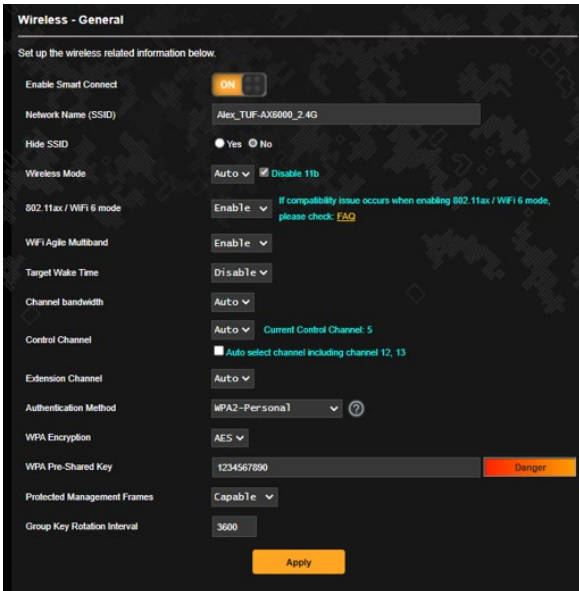 Wireless - General
Set up the wireless related information below.
Enable Smart Connect ON
Network Name (SSID) Alex_TUF-AX6000_2.4G
Hide SSID Yes No
Wireless Mode Auto Disable 11b
802.11ax / WiFi 6 mode Enable If compatibility issue occurs when enabling 802.11ax / WiFi 6 mode,
please check: FAQ
WiFi Agile Multiband Enable
Target Wake Time Disable
Channel bandwidth Auto
Control Channel Auto Current Control Channel: 5
Auto select channel including channel 12, 13
Extension Channel Auto
Authentication Method WPA2-Personal ?
WPA Encryption AES
WPA Pre-Shared Key 1234567890 Danger
Protected Management Frames Capable
Group Key Rotation Interval 3600
Apply